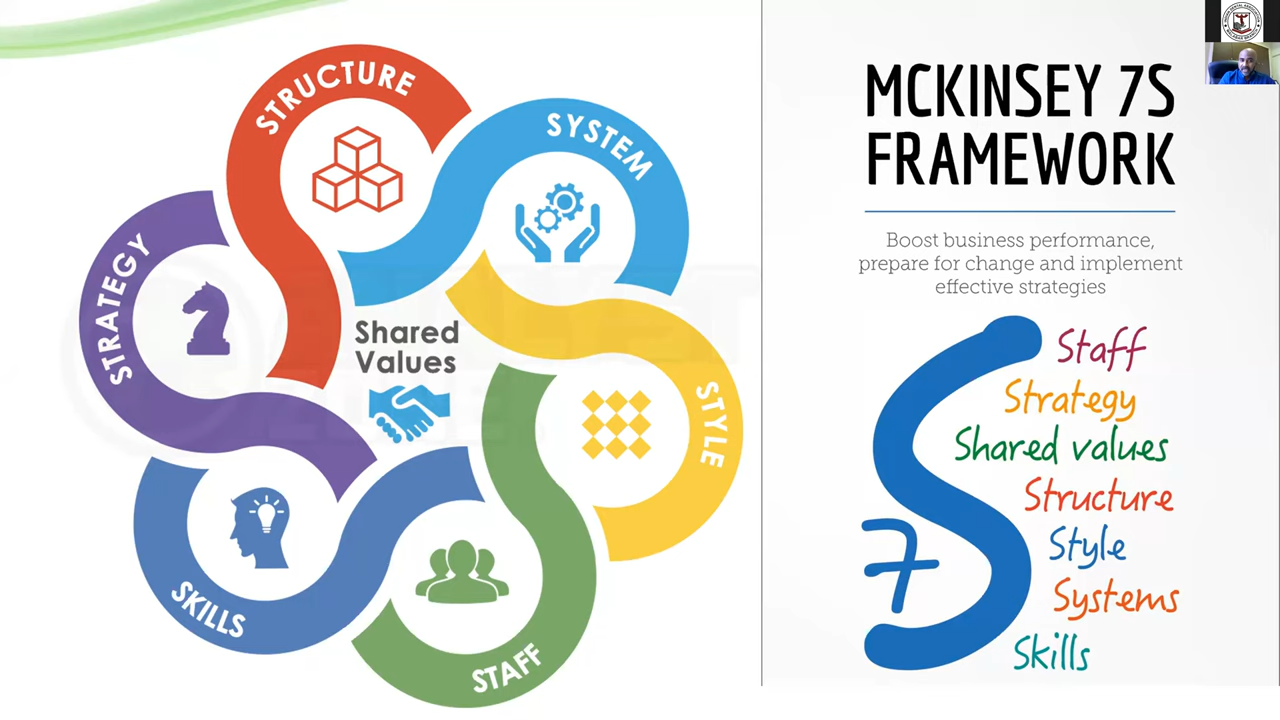 STRUCTURE
SYSTEM
STRATEGY
Shared
Values
STYLE
SKILLS
STAFF
MCKINSEY 7S
FRAMEWORK
Boost business performance,
prepare for change and implement
effective strategies
Staff
Strategy
Shared values
Structure
Style
Systems
Skills
7S